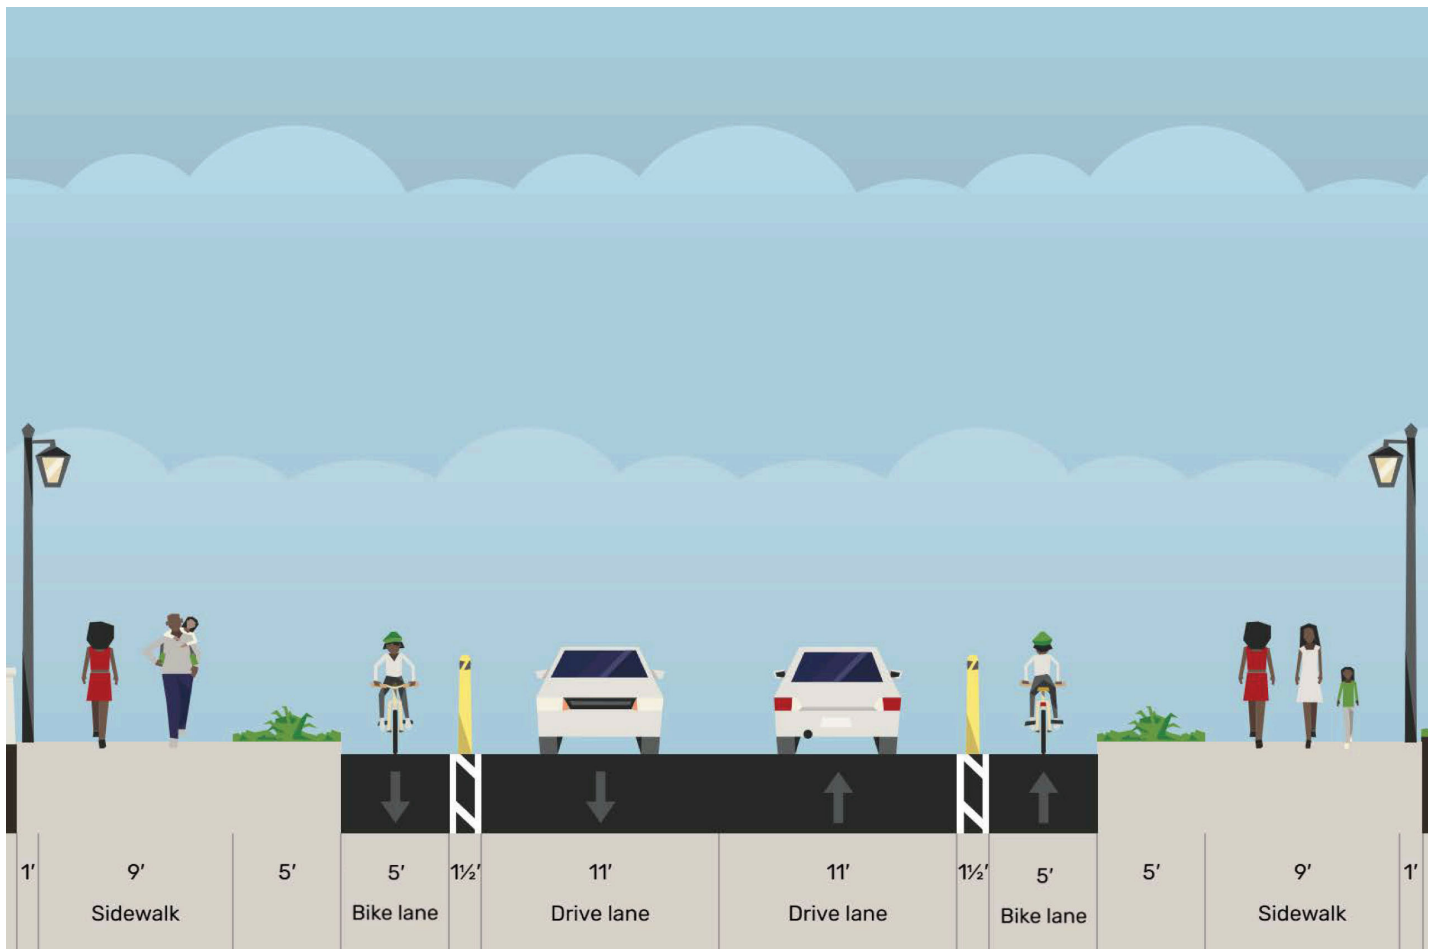 1' 9' 5' 5' 1½' 11' 11' 1½' 5' 5' 9' 1'
Sidewalk Bike lane Drive lane Drive lane Bike lane Sidewalk